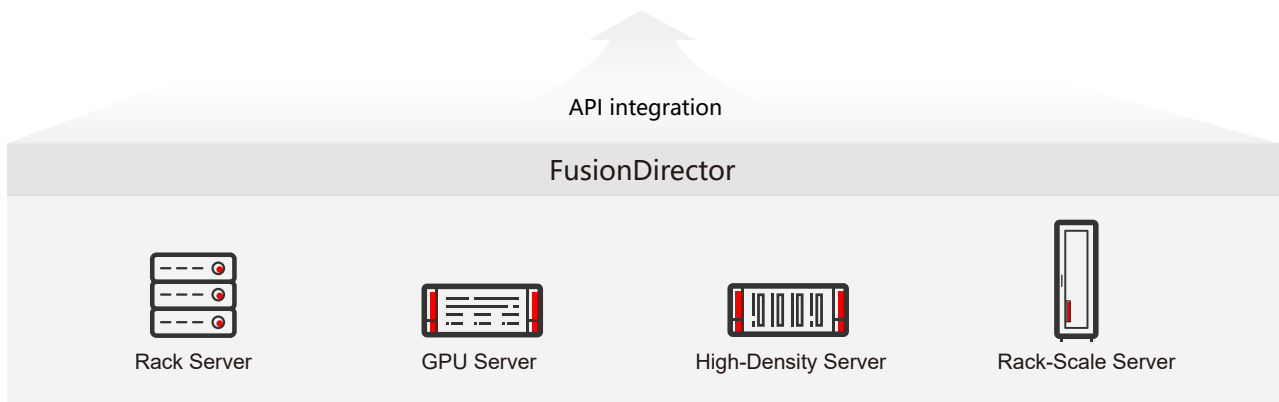 API integration
FusionDirector
Rack Server
GPU Server
High-Density Server
Rack-Scale Server